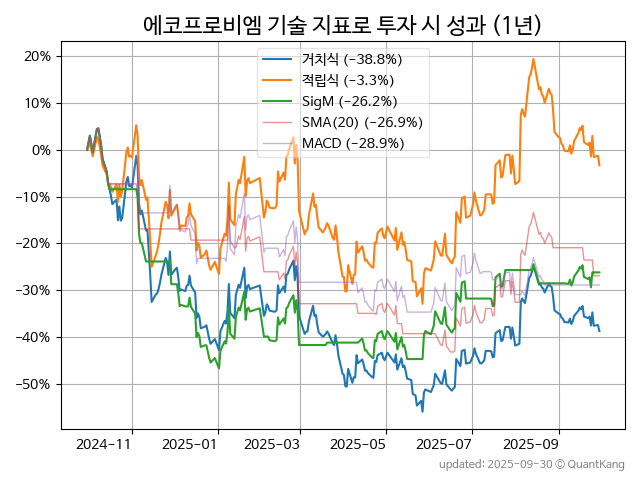 에코프로비엠 기술 지표로 투자 시 성과 (1년)
거치식 (−38.8%)
적립식 (−3.3%)
SigM (−26.2%)
SMA(20) (−26.9%)
MACD (−28.9%)
20%
10%
0%
−10%
−20%
−30%
−40%
−50%
2024−11 2025−01 2025−03 2025−05 2025−07 2025−09
updated: 2025-09-30 ⓒ QuantKang